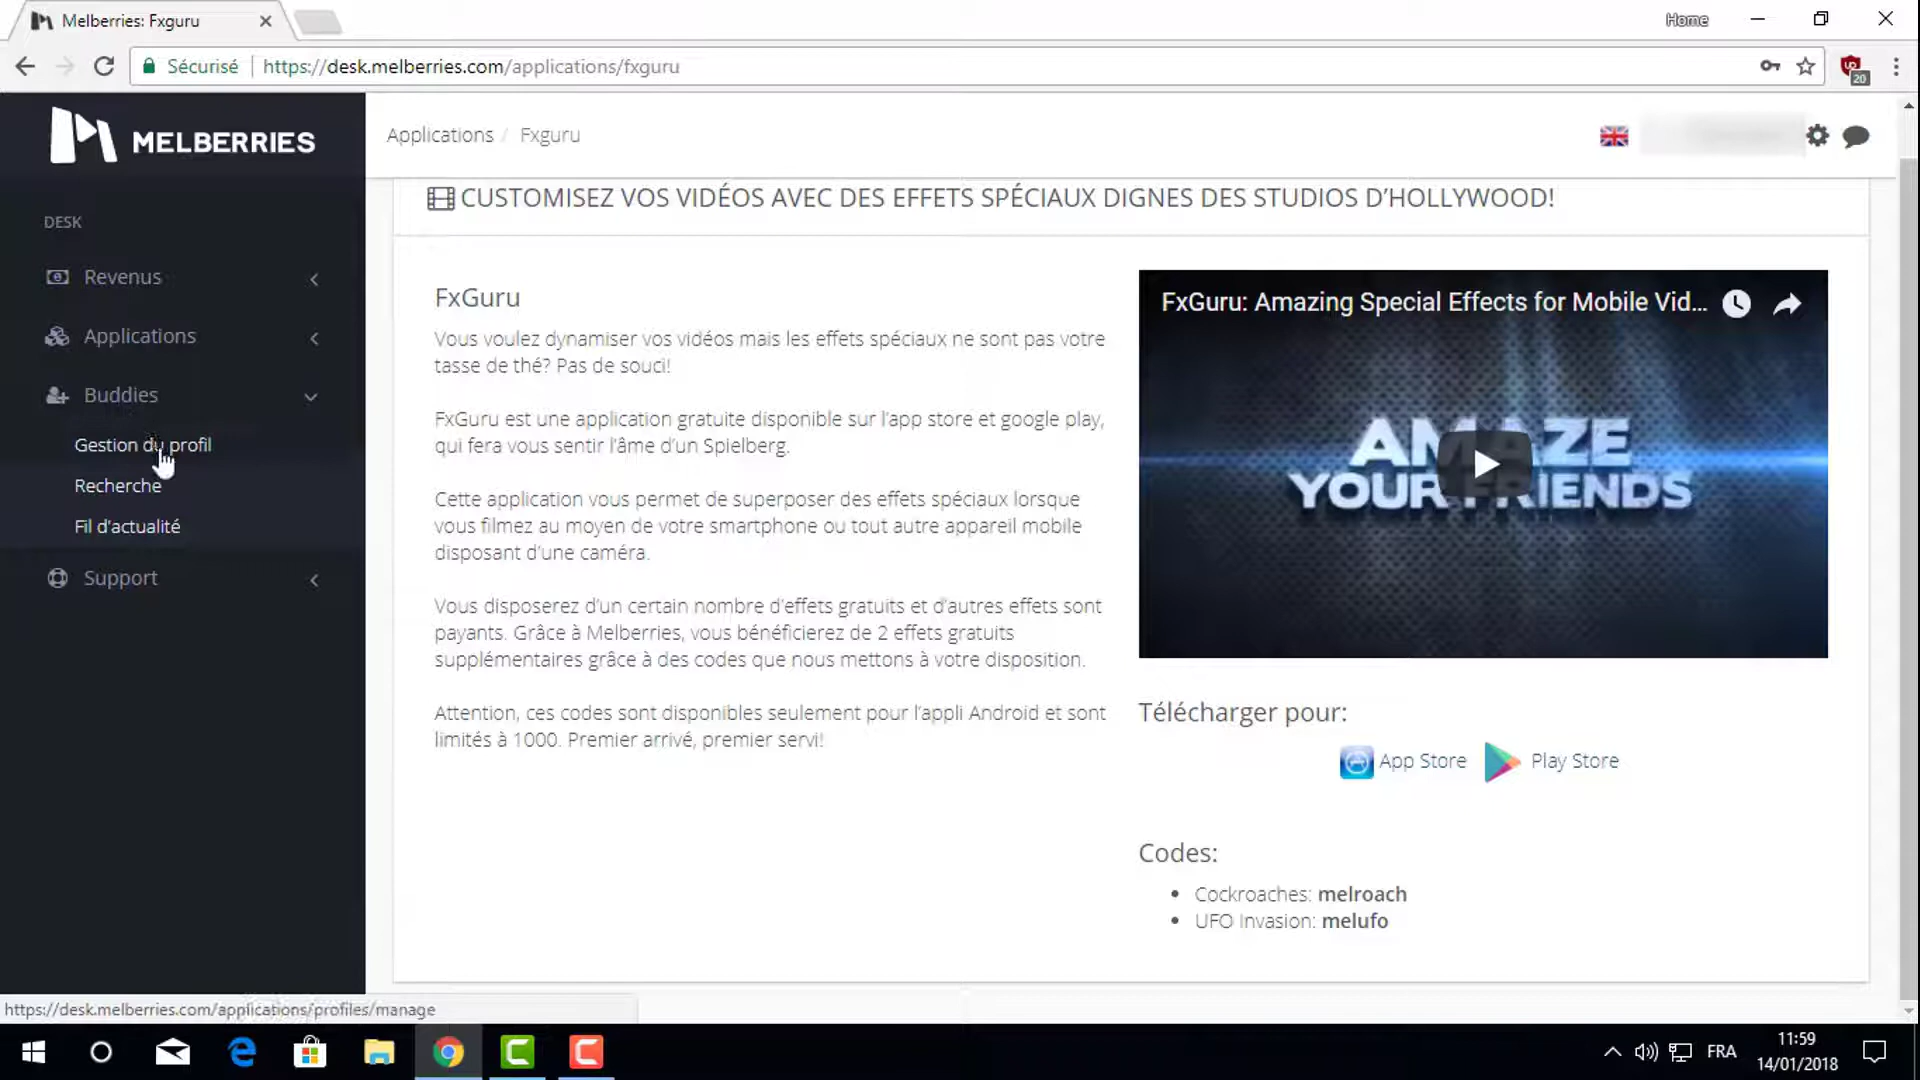 Melberries: Fxguru
Home
Sécurisé
https://desk.melberries.com/applications/fxguru
20
MELBERRIES
Applications / Fxguru
DESK
Revenus
Applications
Buddies
Gestion du profil
Recherche
Fil d'actualité
Support
CUSTOMISEZ VOS VIDÉOS AVEC DES EFFETS SPÉCIAUX DIGNES DES STUDIOS D'HOLLYWOOD!
FxGuru
Vous voulez dynamiser vos vidéos mais les effets spéciaux ne sont pas votre
tasse de thé? Pas de souci!
FxGuru est une application gratuite disponible sur l'app store et google play,
qui fera vous sentir l'âme d'un Spielberg.
Cette application vous permet de superposer des effets spéciaux lorsque
vous filmez au moyen de votre smartphone ou tout autre appareil mobile
disposant d'une caméra.
Vous disposerez d'un certain nombre d'effets gratuits et d'autres effets sont
payants. Grâce à Melberries, vous bénéficierez de 2 effets gratuits
supplémentaires grâce à des codes que nous mettons à votre disposition.
Attention, ces codes sont disponibles seulement pour l'appli Android et sont
limités à 1000. Premier arrivé, premier servi!
FxGuru: Amazing Special Effects for Mobile Vid...
AMAZE
YOUR FRIENDS
Télécharger pour:
App Store
Play Store
Codes:
Cockroaches: melroach
UFO Invasion: melufo
https://desk.melberries.com/applications/profiles/manage
FRA
11:59
14/01/2018